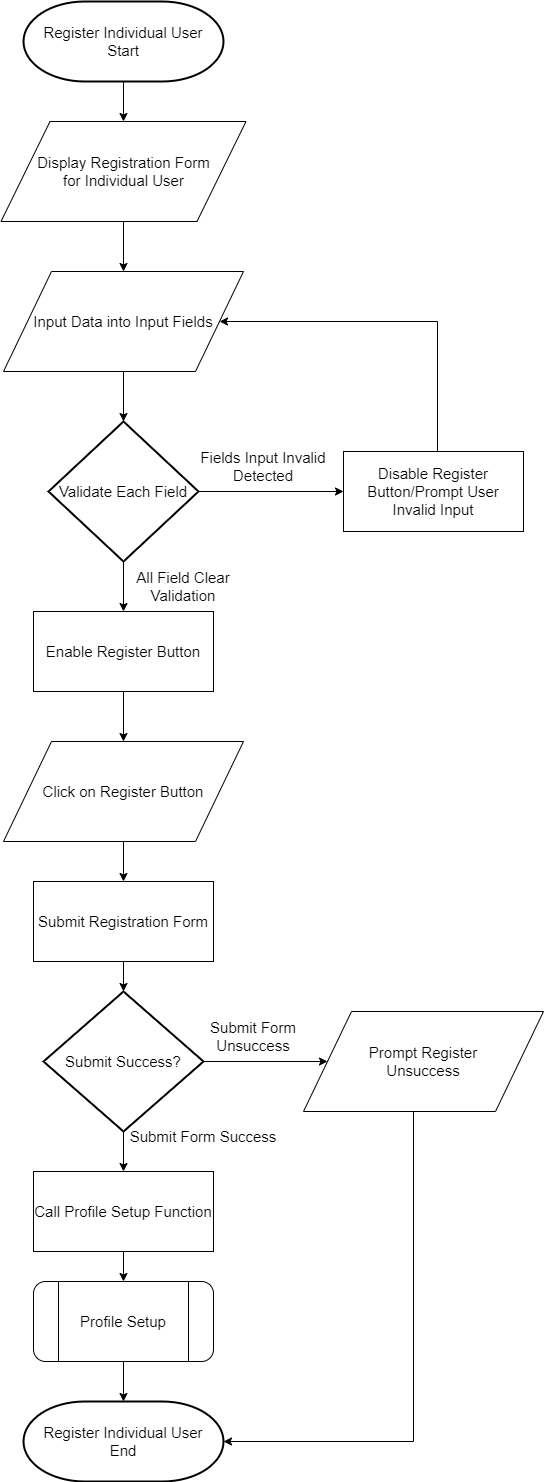 Register Individual User
Start
Display Registration Form
for Individual User
Input Data into Input Fields
Validate Each Field
Fields Input Invalid
Detected
Disable Register
Button/Prompt User
Invalid Input
All Field Clear
Validation
Enable Register Button
Click on Register Button
Submit Registration Form
Submit Success?
Submit Form
Unsuccess
Prompt Register
Unsuccess
Submit Form Success
Call Profile Setup Function
Profile Setup
Register Individual User
End